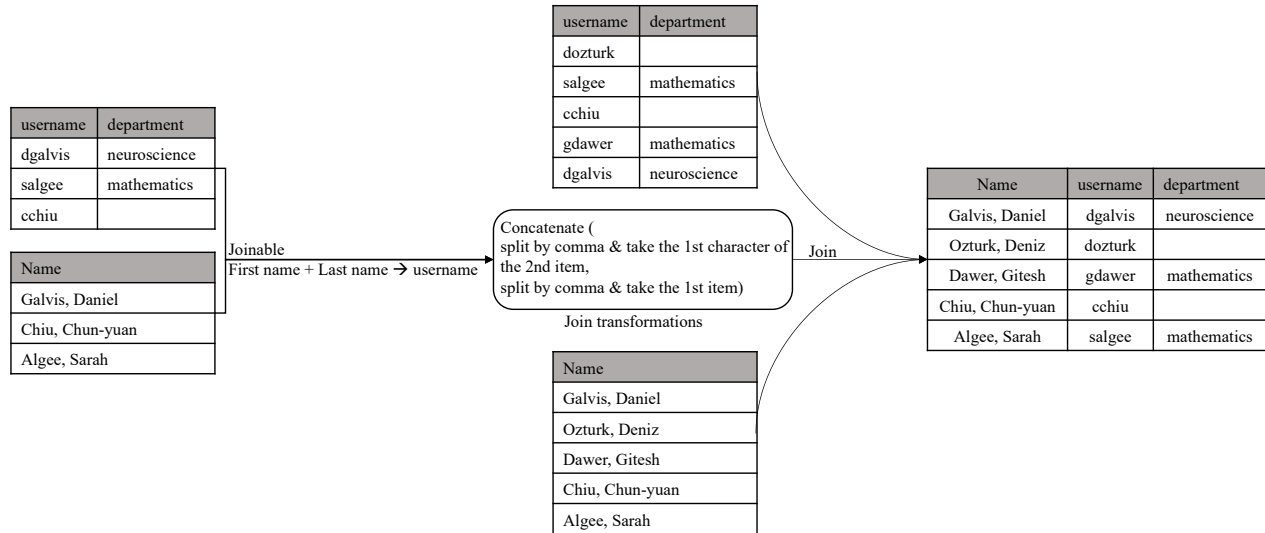 username department
dgalvis neuroscience
salgee mathematics
cchiu
Name
Galvis, Daniel
Chiu, Chun-yuan
Algee, Sarah
Joinable
First name + Last name → username
username department
dozturk
salgee mathematics
cchiu
gdawer mathematics
dgalvis neuroscience
Concatenate (
split by comma & take the 1st character of
the 2nd item,
split by comma & take the 1st item)
Join transformations
Name
Galvis, Daniel
Ozturk, Deniz
Dawer, Gitesh
Chiu, Chun-yuan
Algee, Sarah
Join
Name username department
Galvis, Daniel dgalvis neuroscience
Ozturk, Deniz dozturk
Dawer, Gitesh gdawer mathematics
Chiu, Chun-yuan cchiu
Algee, Sarah salgee mathematics